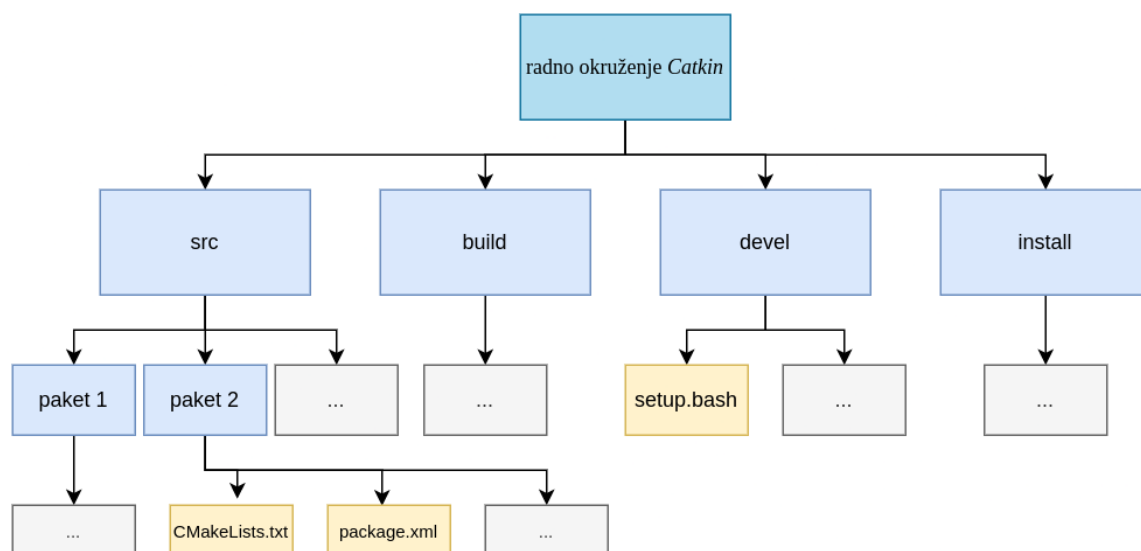 radno okruženje Catkin
src
build
devel
install
paket 1
paket 2
...
...
setup.bash
...
...
...
CMakeLists.txt
package.xml
...